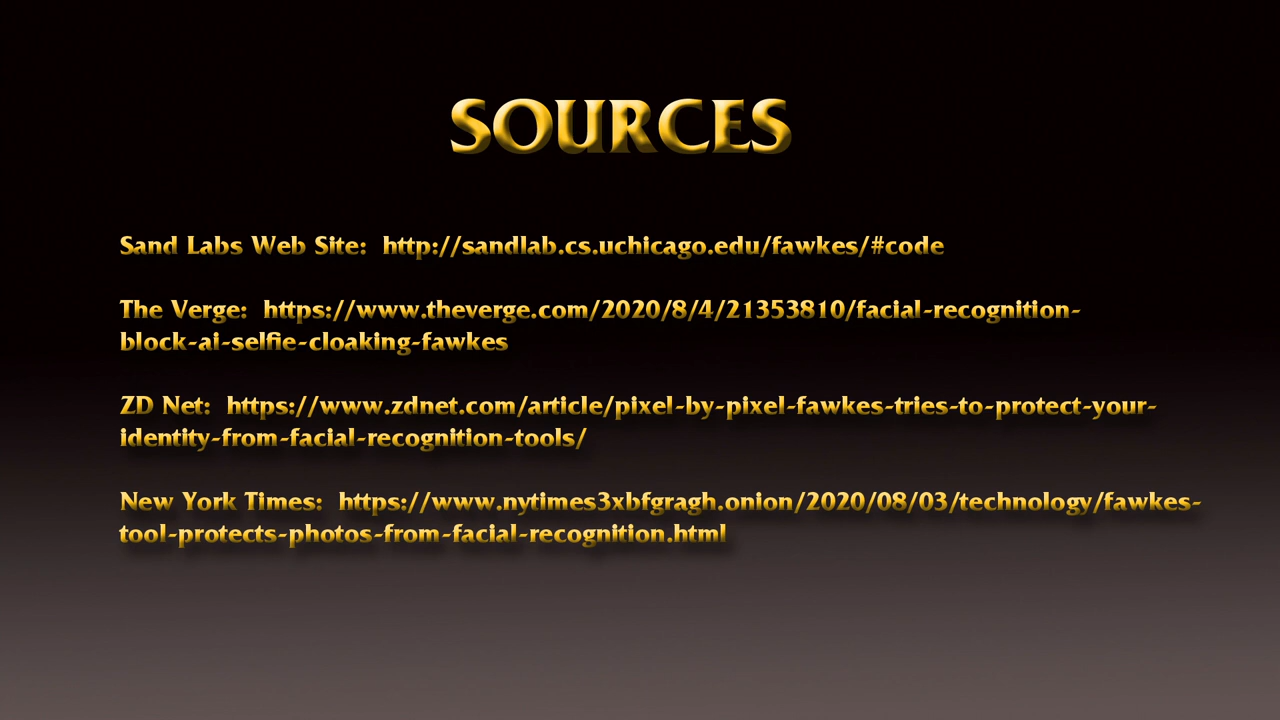 SOURCES
Sand Labs Web Site: http://sandlab.cs.uchicago.edu/fawkes/#code
The Verge: https://www.theverge.com/2020/8/4/21353810/facial-recognition-
block-ai-selfie-cloaking-fawkes
ZD Net: https://www.zdnet.com/article/pixel-by-pixel-fawkes-tries-to-protect-your-
identity-from-facial-recognition-tools/
New York Times: https://www.nytimes3xbfgragh.onion/2020/08/03/technology/fawkes-
tool-protects-photos-from-facial-recognition.html